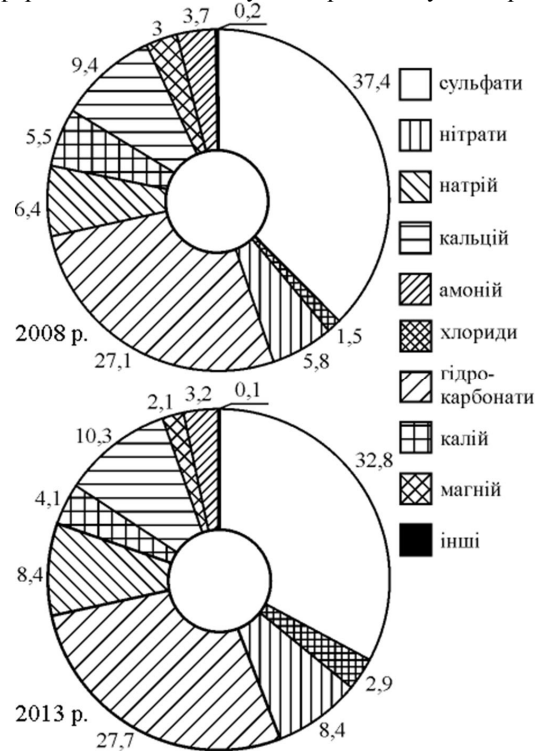 0,2
3,7
3
9,4
5,5
6,4
37,4
1,5
5,8
27,1
2008 р.
0,1
3,2
2,1
10,3
4,1
8,4
32,8
2,9
8,4
27,7
2013 р.
сульфати
нітрати
натрій
кальцій
амоній
хлориди
гідро-
карбонати
калій
магній
інші